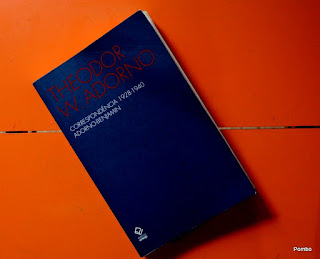 THEODOR
W. ADORNO
CORRESPONDÊNCIA 1928-1940
ADORNO-BENJAMIN
Pombo